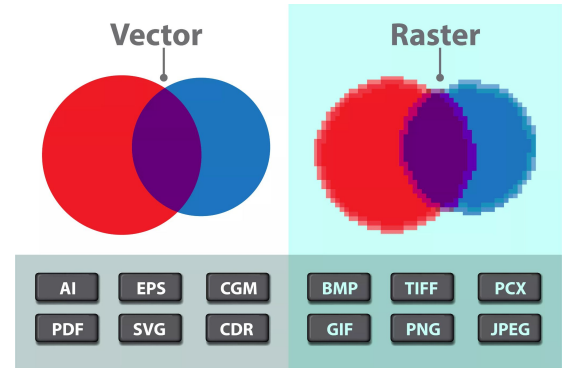 Vector
Raster
AI EPS CGM
BMP TIFF PCX
PDF SVG CDR
GIF PNG JPEG